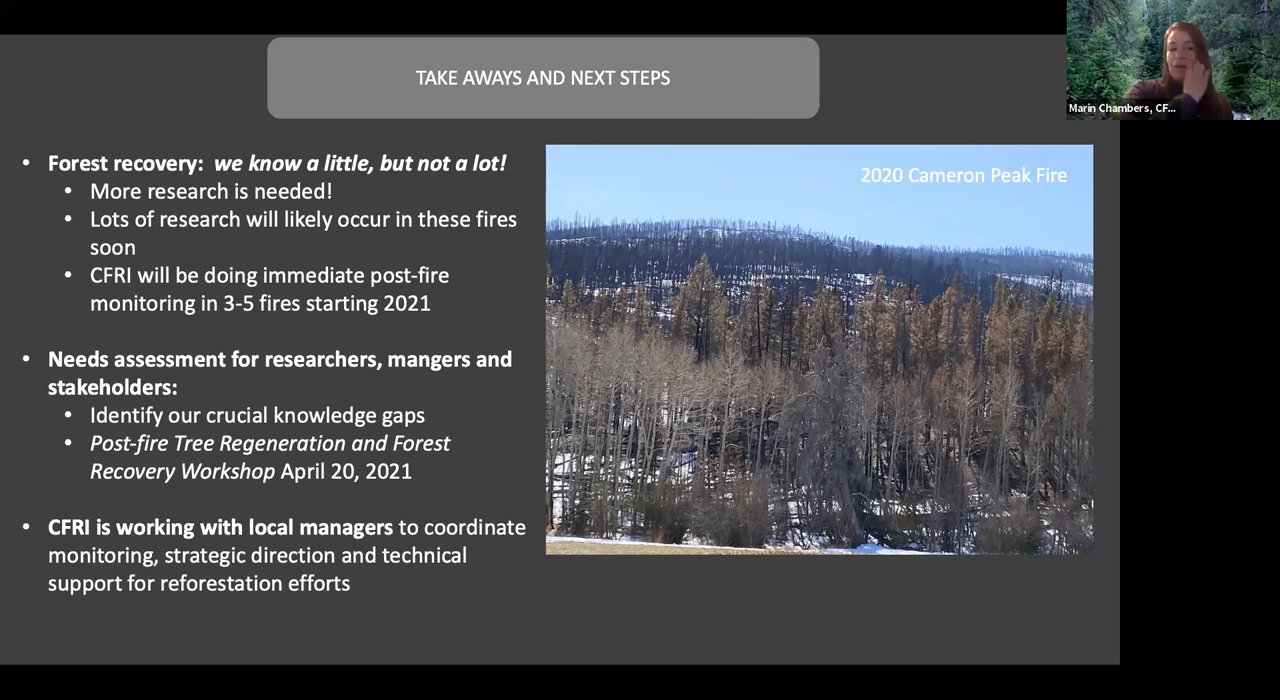 TAKE AWAYS AND NEXT STEPS
Marin Chambers, CF...
• Forest recovery: we know a little, but not a lot!
• More research is needed!
• Lots of research will likely occur in these fires
soon
• CFRI will be doing immediate post-fire
monitoring in 3-5 fires starting 2021
• Needs assessment for researchers, mangers and
stakeholders:
• Identify our crucial knowledge gaps
• Post-fire Tree Regeneration and Forest
Recovery Workshop April 20, 2021
• CFRI is working with local managers to coordinate
monitoring, strategic direction and technical
support for reforestation efforts
2020 Cameron Peak Fire